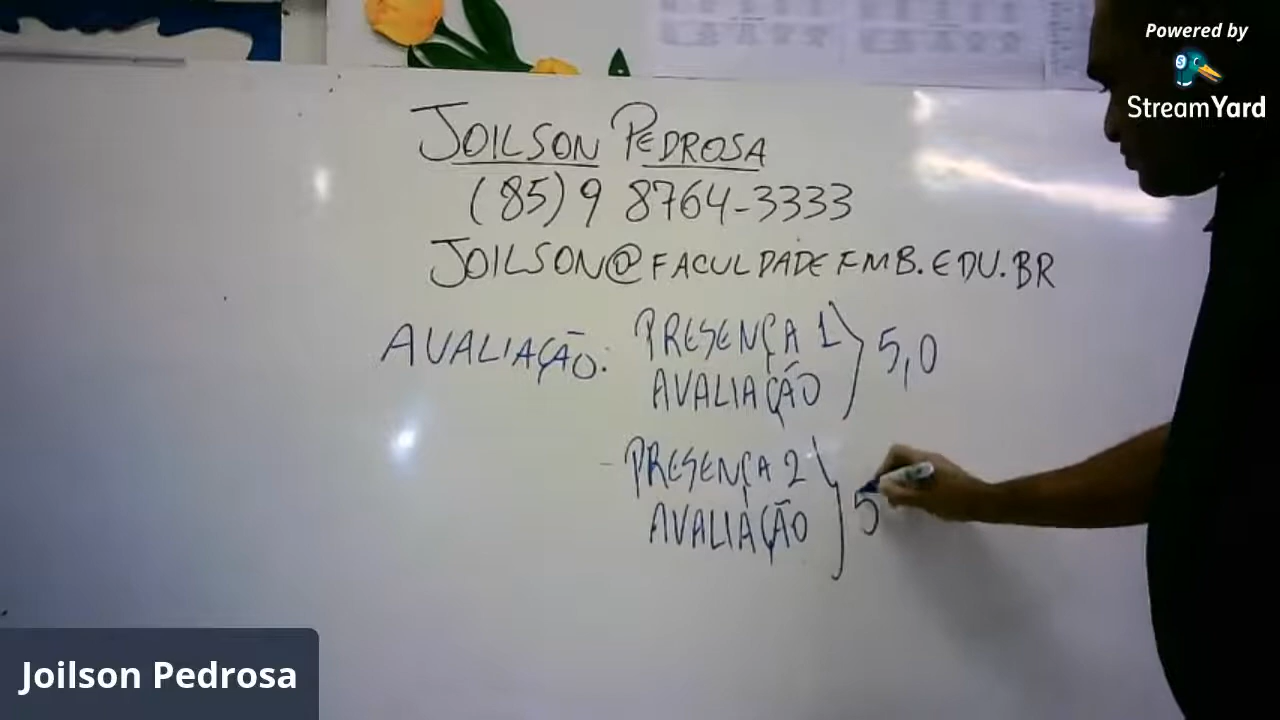 Powered by
StreamYard
JOILSON PEDROSA
(85) 9 8764-3333
JOILSON@FACULDADEFMB.EDU.BR
AVALIAÇÃO: PRESENÇA 1 5,0
AVALIAÇÃO
- PRESENÇA 2 5
AVALIAÇÃO
Joilson Pedrosa